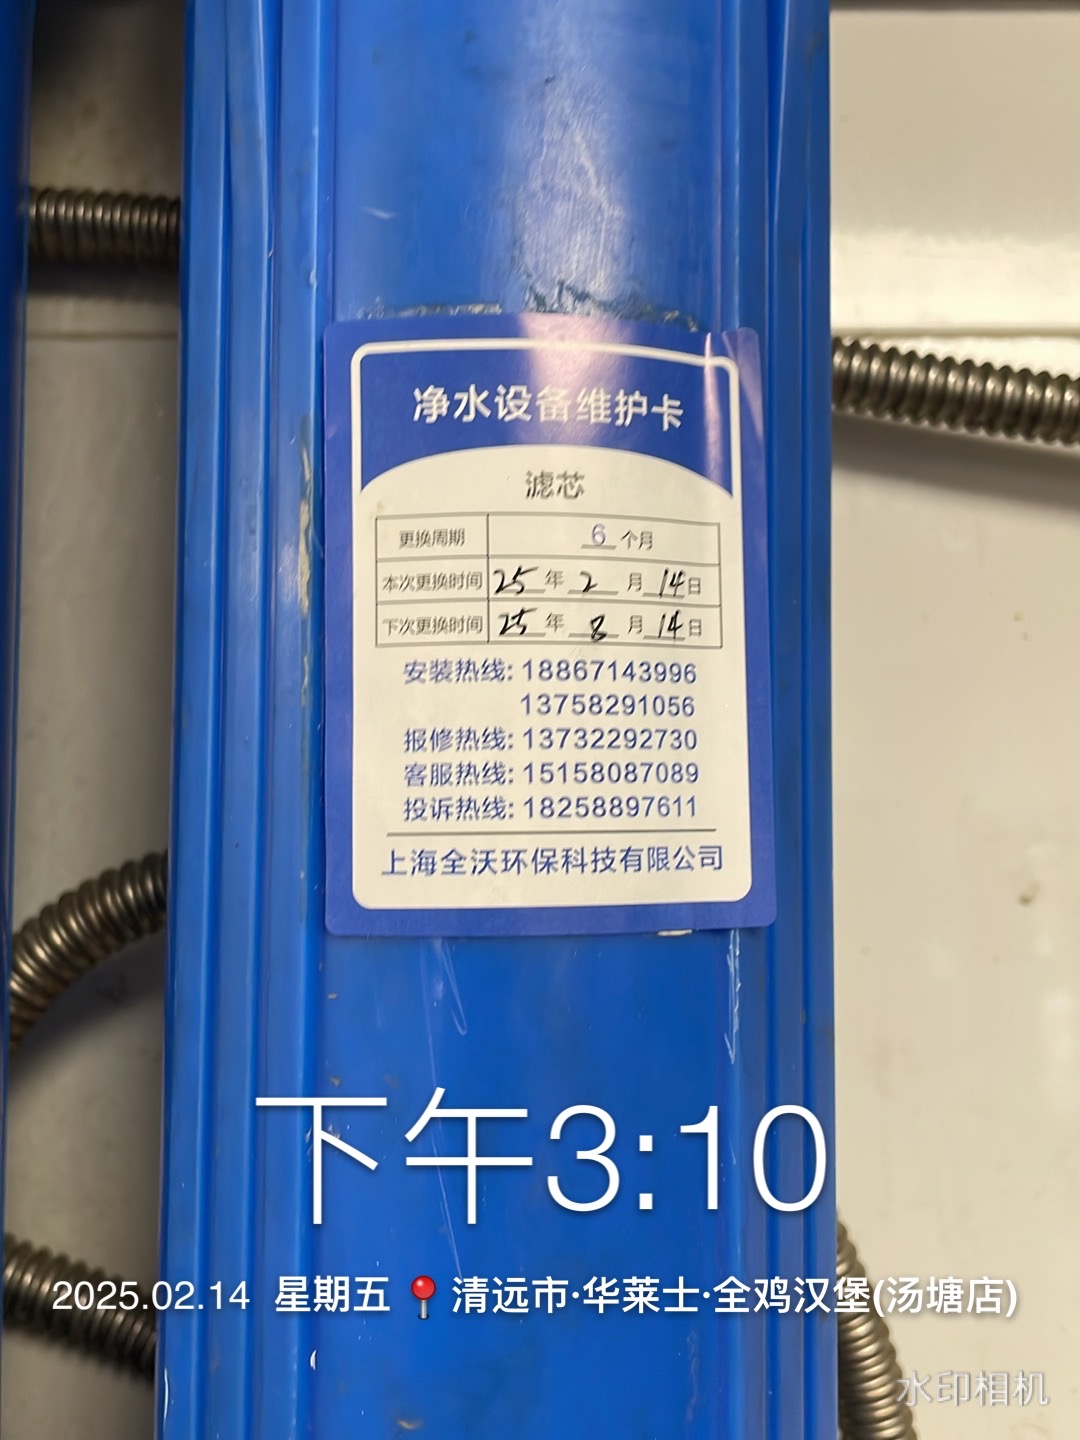 净水设备维护卡
滤芯
更换周期 6 个月
本次更换时间 25 年 2 月 14 日
下次更换时间 25 年 8 月 14 日
安装热线: 18867143996
13758291056
报修热线: 13732292730
客服热线: 15158087089
投诉热线: 18258897611
上海全沃环保科技有限公司
下午3:10
2025.02.14 星期五 清远市·华莱士·全鸡汉堡(汤塘店)
水印相机